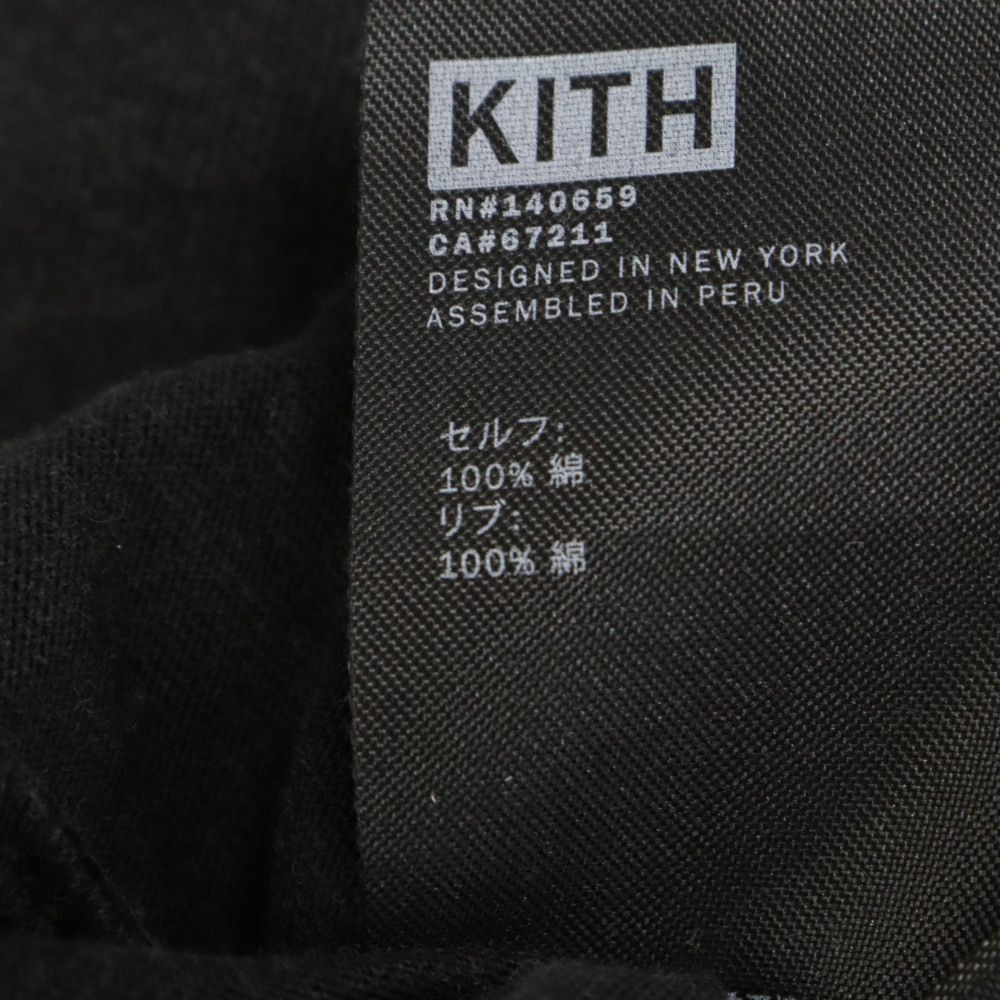 KITH
RN#140659
CA#67211
DESIGNED IN NEW YORK
ASSEMBLED IN PERU
セルフ:
100% 綿
リブ:
100% 綿